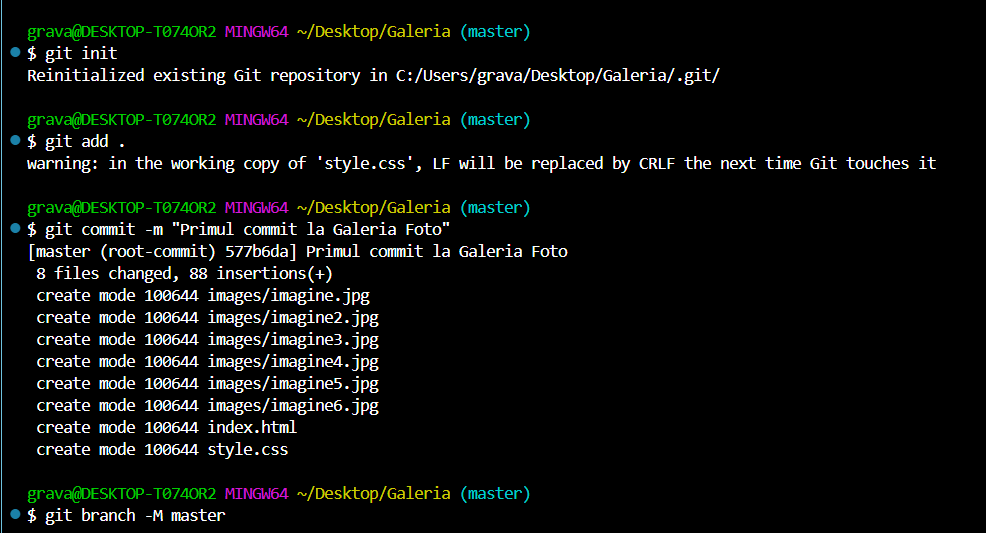 grava@DESKTOP-T074OR2 MINGW64 ~/Desktop/Galeria (master)
$ git init
Reinitialized existing Git repository in C:/Users/grava/Desktop/Galeria/.git/
grava@DESKTOP-T074OR2 MINGW64 ~/Desktop/Galeria (master)
$ git add .
warning: in the working copy of 'style.css', LF will be replaced by CRLF the next time Git touches it
grava@DESKTOP-T074OR2 MINGW64 ~/Desktop/Galeria (master)
$ git commit -m "Primul commit la Galeria Foto"
[master (root-commit) 577b6da] Primul commit la Galeria Foto
 8 files changed, 88 insertions(+)
 create mode 100644 images/imagine.jpg
 create mode 100644 images/imagine2.jpg
 create mode 100644 images/imagine3.jpg
 create mode 100644 images/imagine4.jpg
 create mode 100644 images/imagine5.jpg
 create mode 100644 images/imagine6.jpg
 create mode 100644 index.html
 create mode 100644 style.css
grava@DESKTOP-T074OR2 MINGW64 ~/Desktop/Galeria (master)
$ git branch -M master